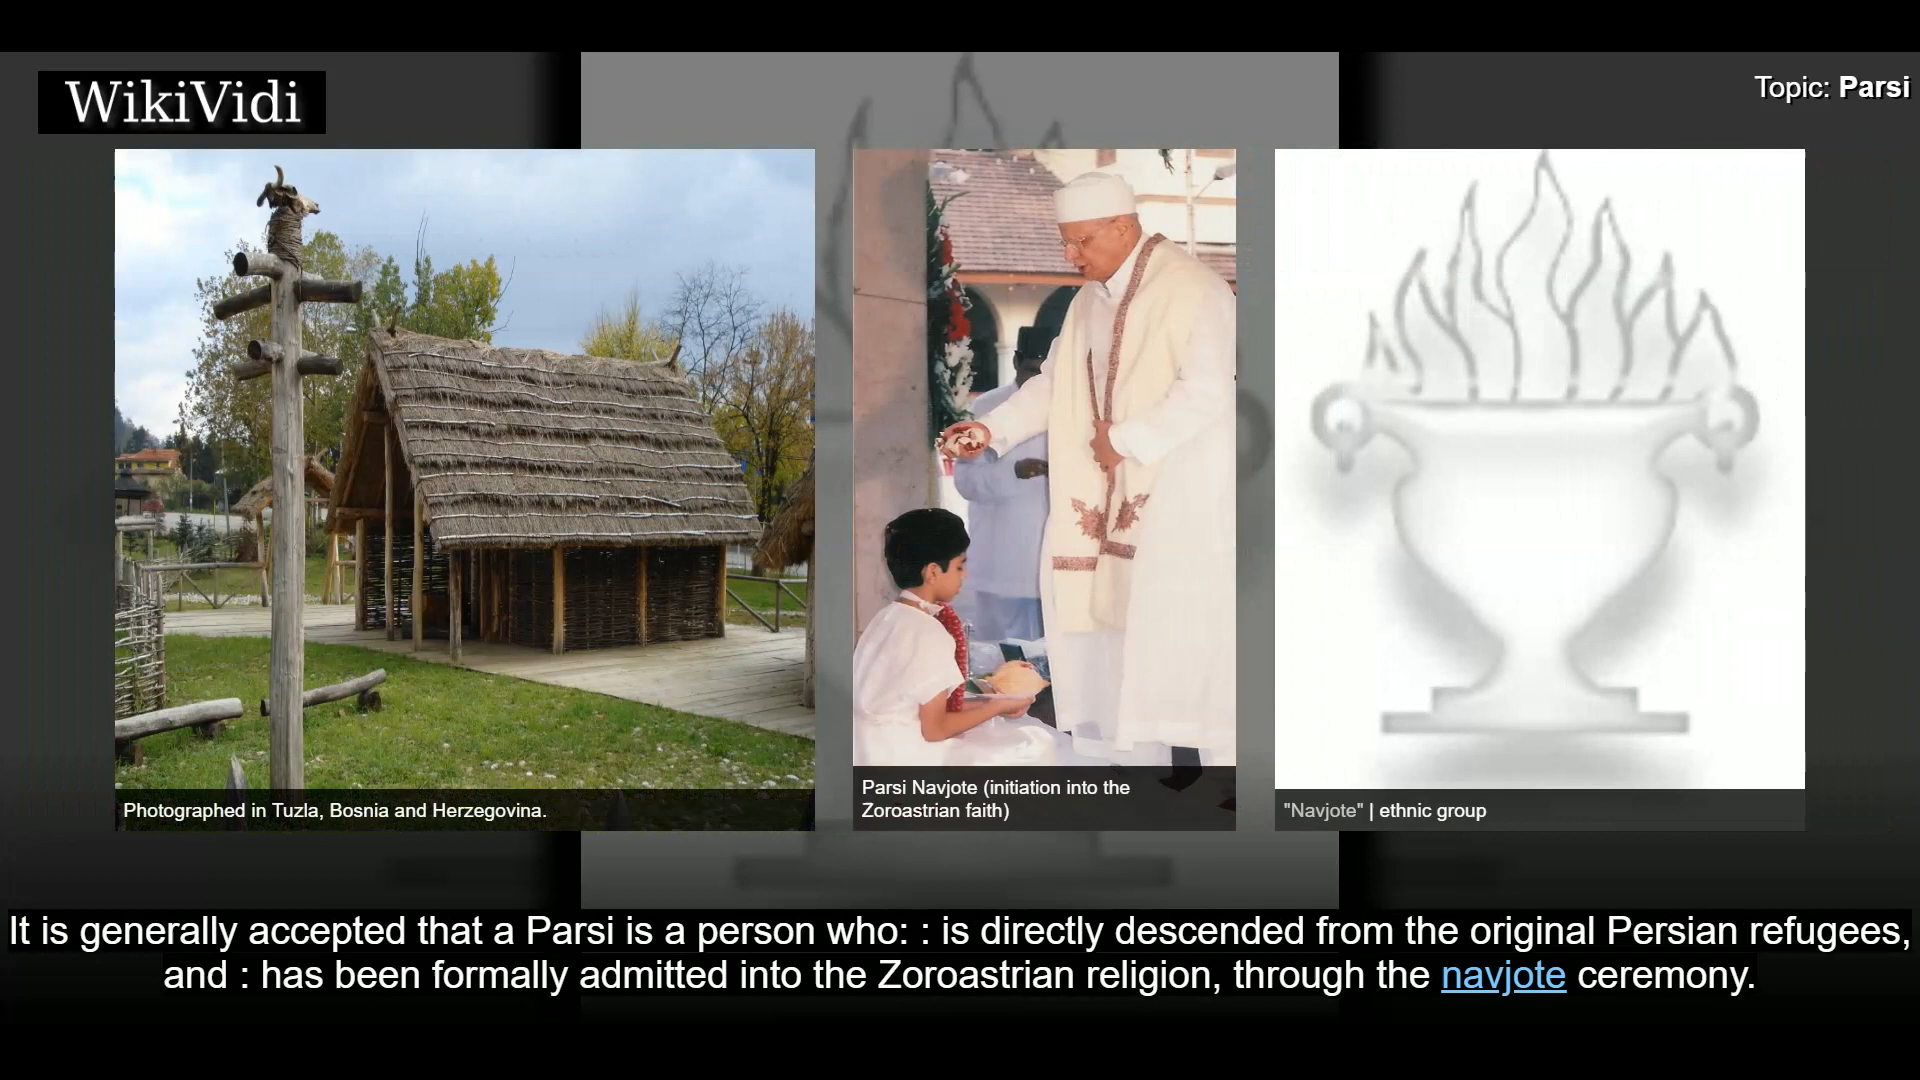 WikiVidi
Topic: Parsi
Photographed in Tuzla, Bosnia and Herzegovina.
Parsi Navjote (initiation into the
Zoroastrian faith)
"Navjote" | ethnic group
It is generally accepted that a Parsi is a person who: : is directly descended from the original Persian refugees,
and : has been formally admitted into the Zoroastrian religion, through the navjote ceremony.